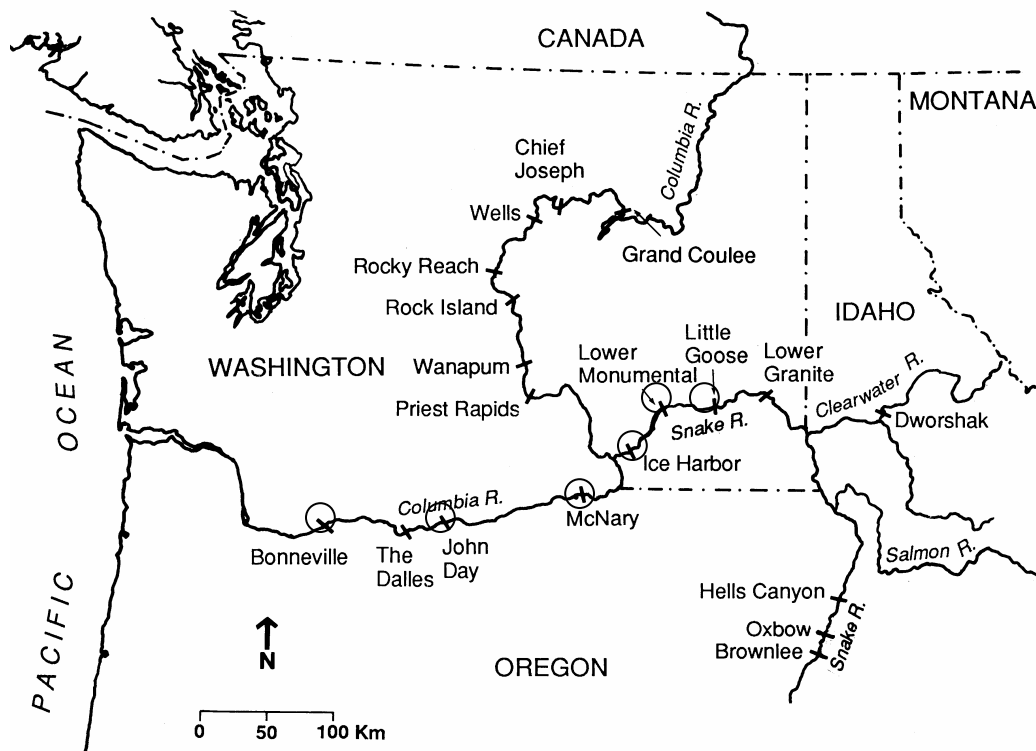 CANADA
MONTANA
Columbia R.
Chief
Joseph
Wells
Grand Coulee
Rocky Reach
Rock Island
IDAHO
Little
Goose
Lower
Monumental
Lower
Granite
WASHINGTON
Wanapum
Priest Rapids
Clearwater R.
Dworshak
Snake R.
Ice Harbor
PACIFIC OCEAN
Columbia R.
McNary
Bonneville
The
Dalles
John
Day
Salmon R.
Hells Canyon
Oxbow
Brownlee
Snake R.
N
OREGON
0 50 100 Km